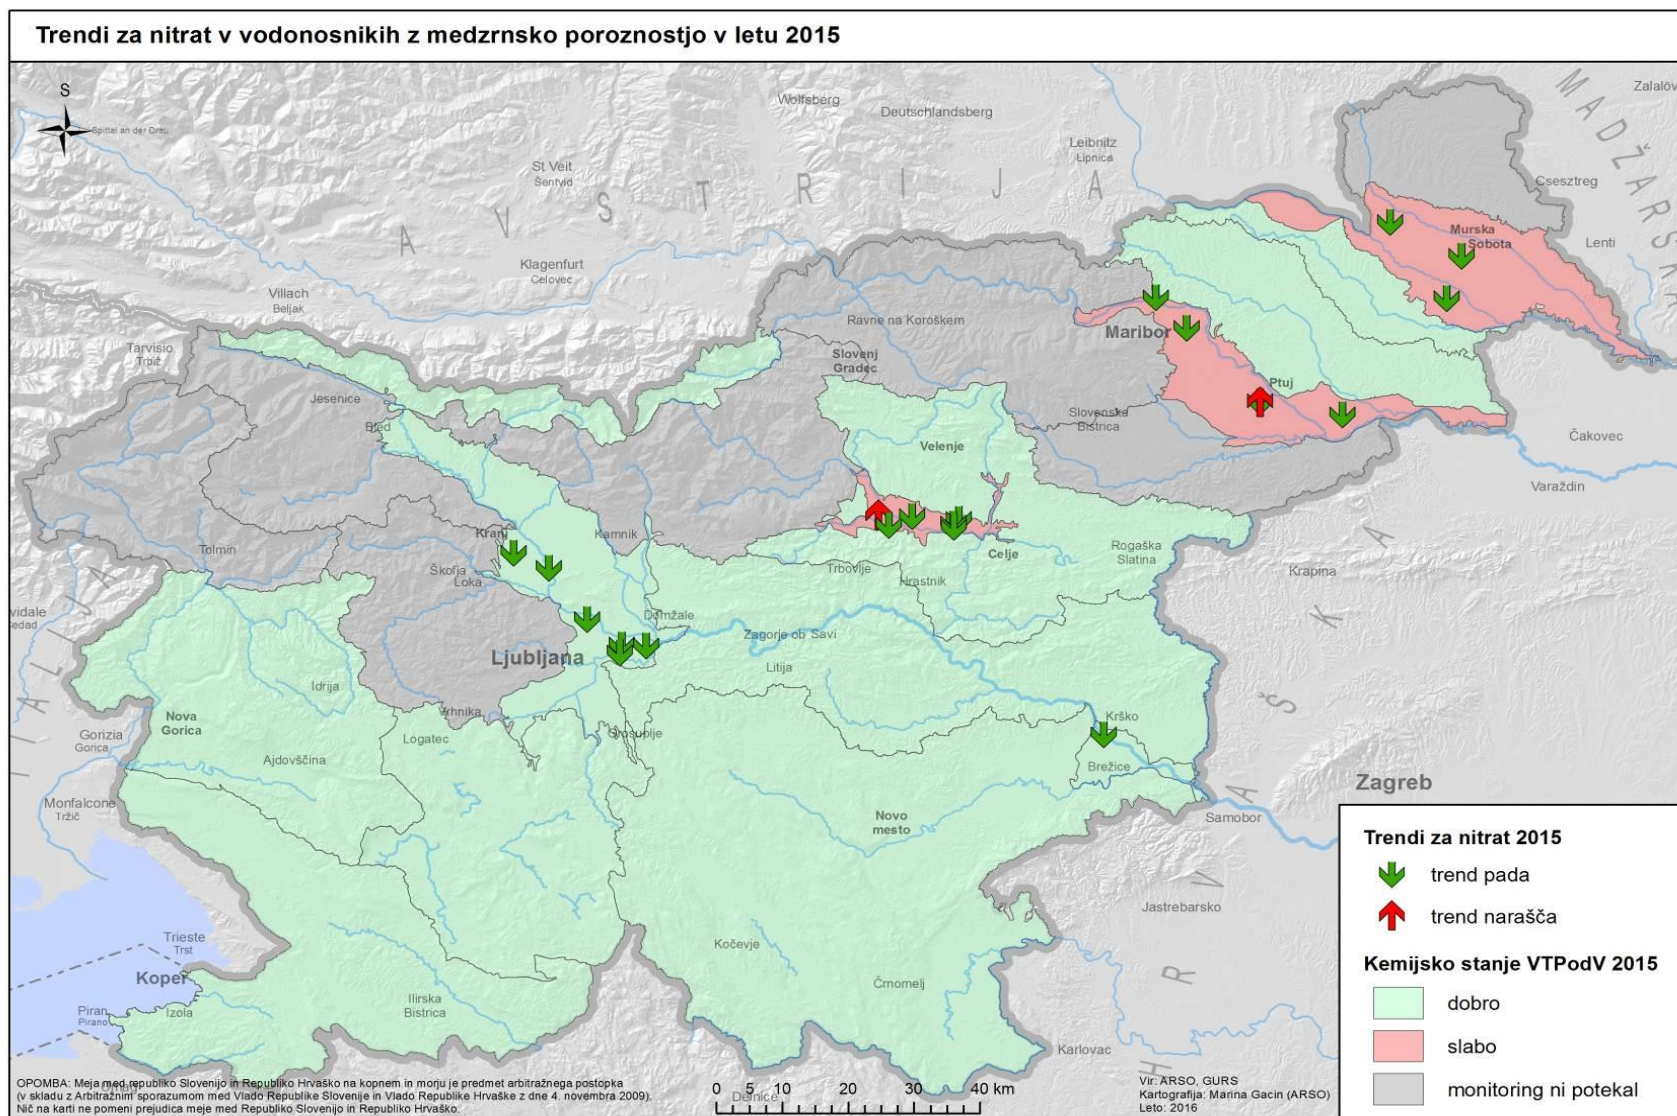 Trendi za nitrat v vodonosnikih z medzrnsko poroznostjo v letu 2015
S
Spittal an der Drau
Wolfsberg
Deutschlandsberg
Leibnitz
Lipnica
St Veit
Šentvid
A V S T R I J A
Klagenfurt
Celovec
Villach
Beljak
Tarvisio
Trbiž
Csesztreg
Lenti
Murska
Sobota
Ravne na Koroškem
Slovenj
Gradec
Maribor
Ptuj
Slovenska
Bistrica
Čakovec
Varaždin
Jesenice
Bled
Velenje
Tolmin
Kranj
Kamnik
Škofja
Loka
Celje
Rogaška
Slatina
Trbovlje
Hrastnik
Krapina
Domžale
Zagorje ob Savi
Ljubljana
Litija
Idrija
Vrhnika
Logatec
Grosuplje
Nova
Gorica
Gorizia
Gorica
Ajdovščina
Krško
Brežice
Zagreb
Samobor
Monfalcone
Tržič
Novo
mesto
Jastrebarsko
Trieste
Trst
Koper
Kočevje
Črnomelj
Piran
Pirano
Izola
Ilirska
Bistrica
Karlovac
Delnice
Trendi za nitrat 2015
trend pada
trend narašča
Kemijsko stanje VTPodV 2015
dobro
slabo
monitoring ni potekal
OPOMBA: Meja med republiko Slovenijo in Republiko Hrvaško na kopnem in morju je predmet arbitražnega postopka
(v skladu z Arbitražnim sporazumom med Vlado Republike Slovenije in Vlado Republike Hrvaške z dne 4. novembra 2009).
Nič na karti ne pomeni prejudica meje med Republiko Slovenijo in Republiko Hrvaško.
0 5 10 20 30 40 km
Vir: ARSO, GURS
Kartografija: Marina Gacin (ARSO)
Leto: 2016